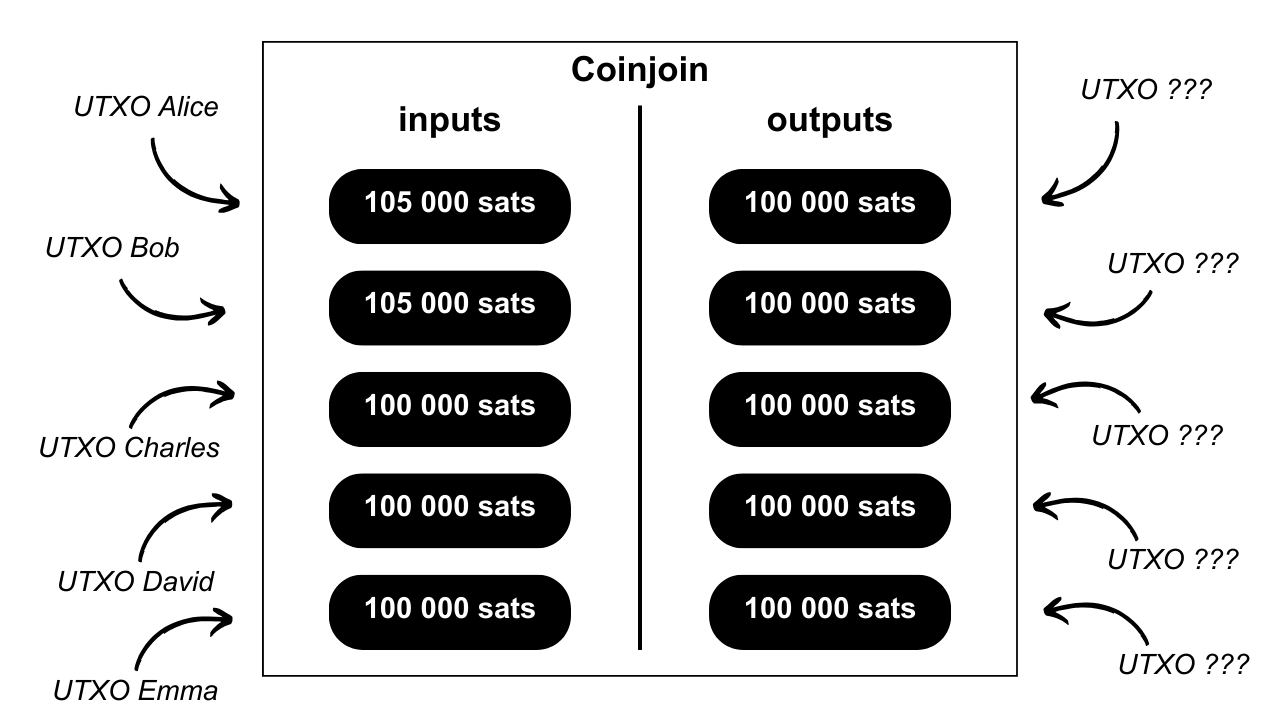 Coinjoin
inputs
outputs
UTXO Alice
105 000 sats
100 000 sats
UTXO ???
UTXO Bob
105 000 sats
100 000 sats
UTXO ???
UTXO Charles
100 000 sats
100 000 sats
UTXO ???
UTXO David
100 000 sats
100 000 sats
UTXO ???
UTXO Emma
100 000 sats
100 000 sats
UTXO ???